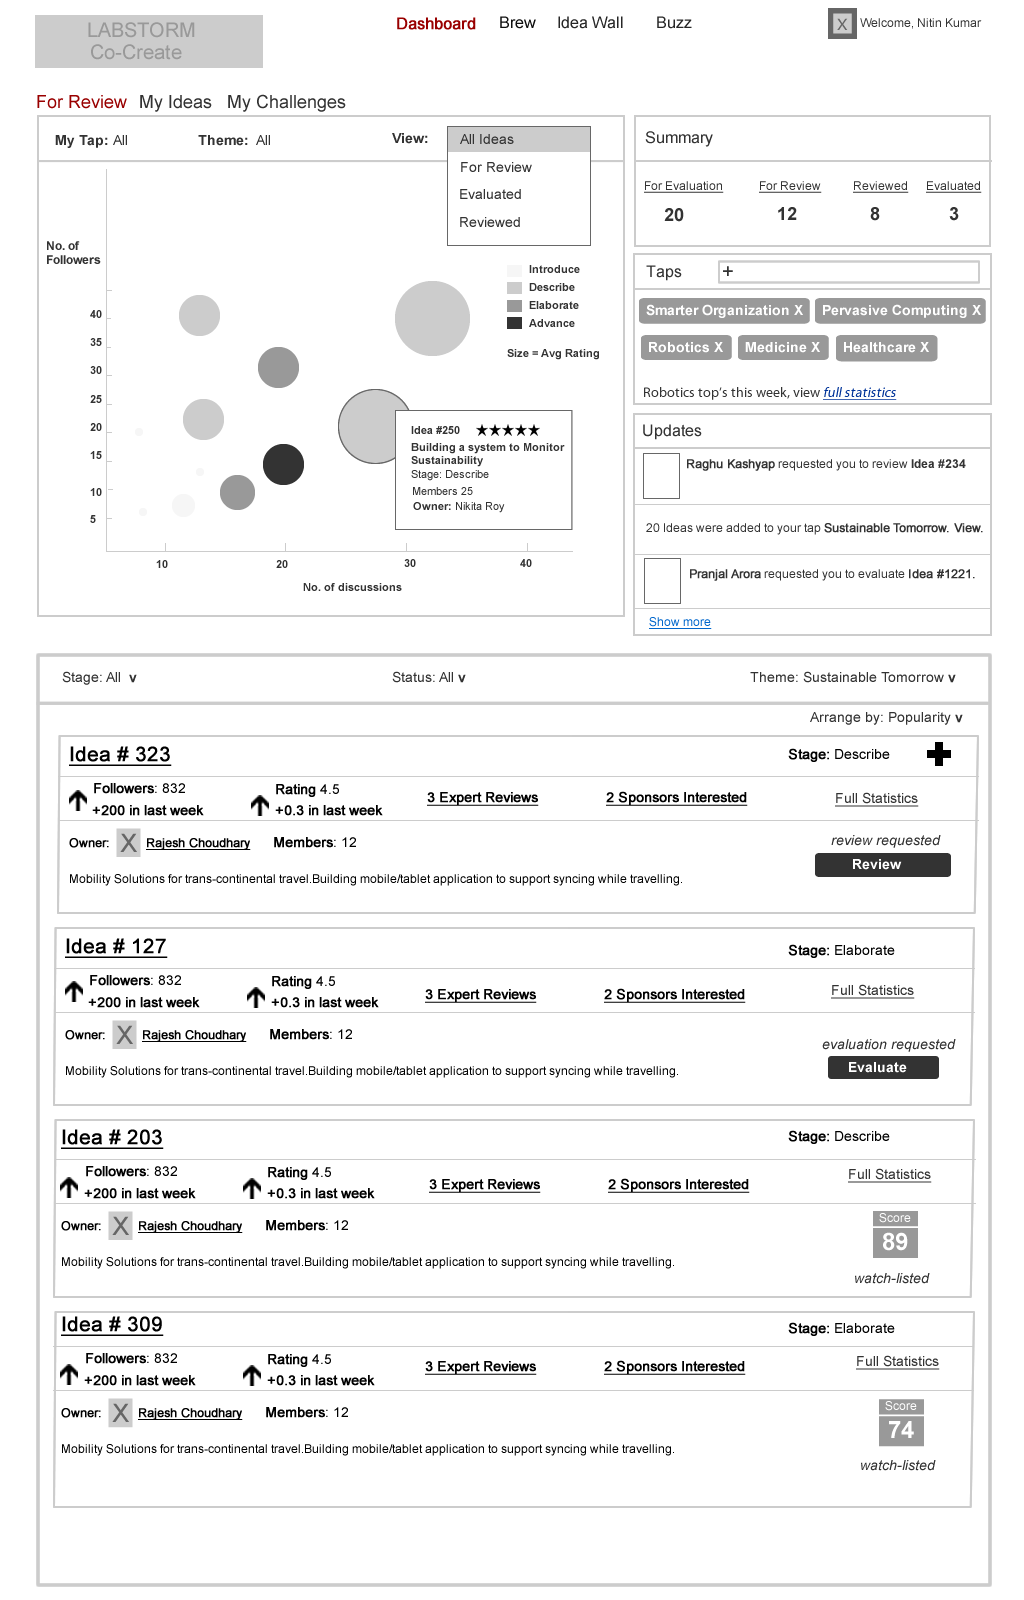 LABSTORM
Co-Create
Dashboard Brew Idea Wall Buzz
X Welcome, Nitin Kumar
For Review My Ideas My Challenges
My Tap: All Theme: All View:
All Ideas
For Review
Evaluated
Reviewed
No. of
Followers
Introduce
Describe
Elaborate
Advance
Size = Avg Rating
40
35
30
25
20
15
10
5
Idea #250 ★★★★★
Building a system to Monitor
Sustainability
Stage: Describe
Members 25
Owner: Nikita Roy
10 20 30 40
No. of discussions
Summary
For Evaluation For Review Reviewed Evaluated
20 12 8 3
Taps +
Smarter Organization X Pervasive Computing X
Robotics X Medicine X Healthcare X
Robotics top's this week, view full statistics
Updates
Raghu Kashyap requested you to review Idea #234
20 Ideas were added to your tap Sustainable Tomorrow. View.
Pranjal Arora requested you to evaluate Idea #1221.
Show more
Stage: All v Status: All v Theme: Sustainable Tomorrow v
Arrange by: Popularity v
Idea # 323 Stage: Describe
Followers: 832 Rating 4.5
+200 in last week +0.3 in last week 3 Expert Reviews 2 Sponsors Interested Full Statistics
Owner: X Rajesh Choudhary Members: 12 review requested
Review
Mobility Solutions for trans-continental travel.Building mobile/tablet application to support syncing while travelling.
Idea # 127 Stage: Elaborate
Followers: 832 Rating 4.5
+200 in last week +0.3 in last week 3 Expert Reviews 2 Sponsors Interested Full Statistics
Owner: X Rajesh Choudhary Members: 12 evaluation requested
Evaluate
Mobility Solutions for trans-continental travel.Building mobile/tablet application to support syncing while travelling.
Idea # 203 Stage: Describe
Followers: 832 Rating 4.5
+200 in last week +0.3 in last week 3 Expert Reviews 2 Sponsors Interested Full Statistics
Owner: X Rajesh Choudhary Members: 12 Score
89
Mobility Solutions for trans-continental travel.Building mobile/tablet application to support syncing while travelling.
watch-listed
Idea # 309 Stage: Elaborate
Followers: 832 Rating 4.5
+200 in last week +0.3 in last week 3 Expert Reviews 2 Sponsors Interested Full Statistics
Owner: X Rajesh Choudhary Members: 12 Score
74
Mobility Solutions for trans-continental travel.Building mobile/tablet application to support syncing while travelling.
watch-listed